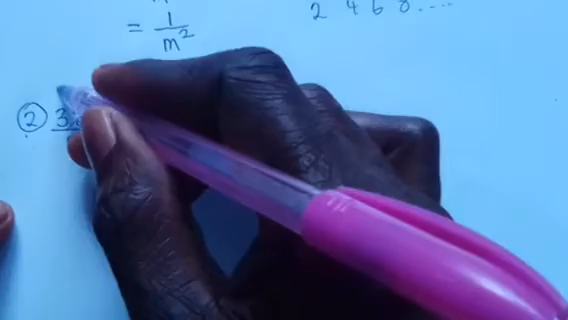 = 1/m²
2 4 6 8....
② 3